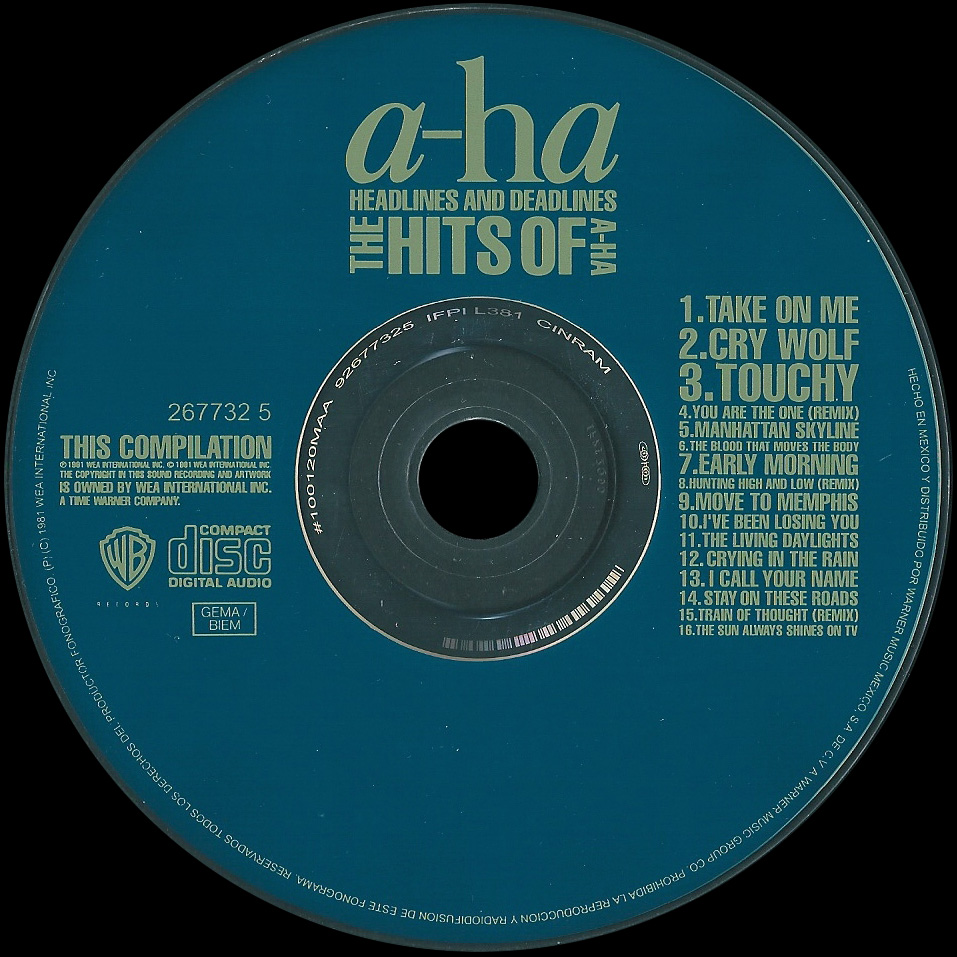 a-ha
HEADLINES AND DEADLINES
THE HITS OF A-HA
1.TAKE ON ME
2.CRY WOLF
3.TOUCHY
4.YOU ARE THE ONE (REMIX)
5.MANHATTAN SKYLINE
6.THE BLOOD THAT MOVES THE BODY
7.EARLY MORNING
8.HUNTING HIGH AND LOW (REMIX)
9.MOVE TO MEMPHIS
10.I'VE BEEN LOSING YOU
11.THE LIVING DAYLIGHTS
12.CRYING IN THE RAIN
13.I CALL YOUR NAME
14.STAY ON THESE ROADS
15.TRAIN OF THOUGHT (REMIX)
16.THE SUN ALWAYS SHINES ON TV
267732 5
THIS COMPILATION
℗ 1991 WEA INTERNATIONAL INC. © 1991 WEA INTERNATIONAL INC.
THE COPYRIGHT IN THIS SOUND RECORDING AND ARTWORK
IS OWNED BY WEA INTERNATIONAL INC.
A TIME WARNER COMPANY.
WB
RECORDS
COMPACT
disc
DIGITAL AUDIO
GEMA/
BIEM
#100120MAA 92677325 IFPI L381 CINRAM
HECHO EN MEXICO Y DISTRIBUIDO POR WARNER MUSIC MEXICO, S.A. DE C.V. A WARNER MUSIC GROUP CO. PROHIBIDA LA REPRODUCCION Y RADIODIFUSION DE ESTE FONOGRAMA. RESERVADOS TODOS LOS DERECHOS DEL PRODUCTOR FONOGRAFICO (P) (C) 1981 WEA INTERNATIONAL INC